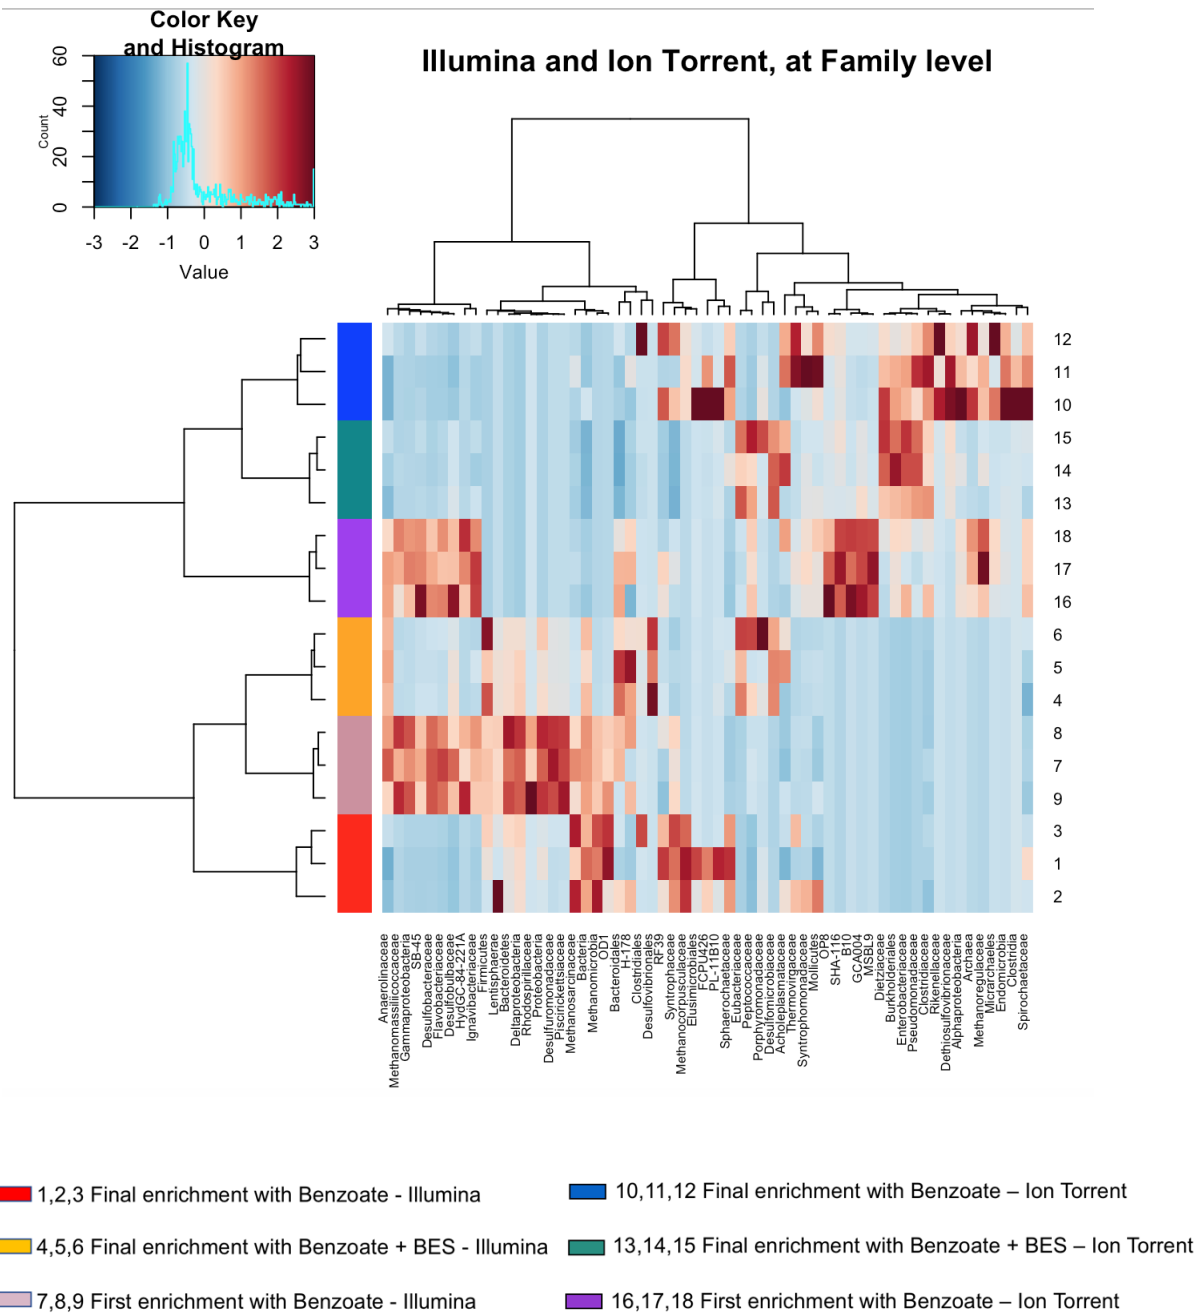 Color Key
and Histogram
Illumina and Ion Torrent, at Family level
Count
0
20
40
60
-3 -2 -1 0 1 2 3
Value
12
11
10
15
14
13
18
17
16
6
5
4
8
7
9
3
1
2
Anaerolinaceae
Methanomassiliicoccaceae
Gammaproteobacteria
SB-45
Desulfobacteriaceae
Flavobacteriaceae
Desulfobulbaceae
HydGC-84-221A
Ignavibacteriaceae
Firmicutes
Lentisphaerae
Bacteroidetes
Deltaproteobacteria
Rhodospirillaceae
Proteobacteria
Desulfuromonadaceae
Piscirickettsiaceae
Methanosarcinaceae
Bacteria
Methanomicrobia
OD1
Bacteroidales
H-178
Clostridiales
Desulfovibrionales
RF39
Syntrophaceae
Methanocorpusculaceae
Elusimicrobiales
FCPU426
PL-11B10
Sphaerochaetaceae
Eubacteriaceae
Peptococcaceae
Porphyromonadaceae
Desulfomicrobiaceae
Acholeplasmataceae
Thermovirgaceae
Syntrophomonadaceae
Mollicutes
OP8
SHA-116
B10
GCA004
MSBL9
Dietziaceae
Burkholderiales
Enterobacteriaceae
Pseudomonadaceae
Clostridiaceae
Rikenellaceae
Dethiosulfovibrionaceae
Alphaproteobacteria
Archaea
Methanoregulaceae
Micrarchaeles
Endomicrobia
Clostridia
Spirochaetaceae
1,2,3 Final enrichment with Benzoate - Illumina
10,11,12 Final enrichment with Benzoate – Ion Torrent
4,5,6 Final enrichment with Benzoate + BES - Illumina
13,14,15 Final enrichment with Benzoate + BES – Ion Torrent
7,8,9 First enrichment with Benzoate - Illumina
16,17,18 First enrichment with Benzoate – Ion Torrent